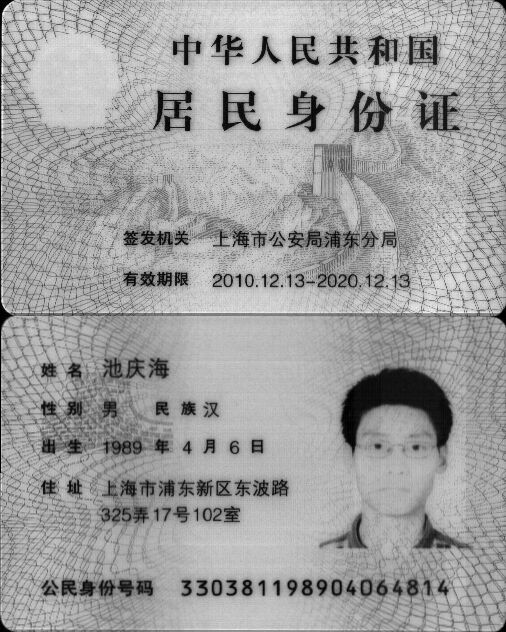 中华人民共和国
居民身份证
签发机关 上海市公安局浦东分局
有效期限 2010.12.13-2020.12.13
姓名 池庆海
性别 男 民族 汉
出生 1989 年 4 月 6 日
住址 上海市浦东新区东波路
325弄17号102室
公民身份号码 330381198904064814